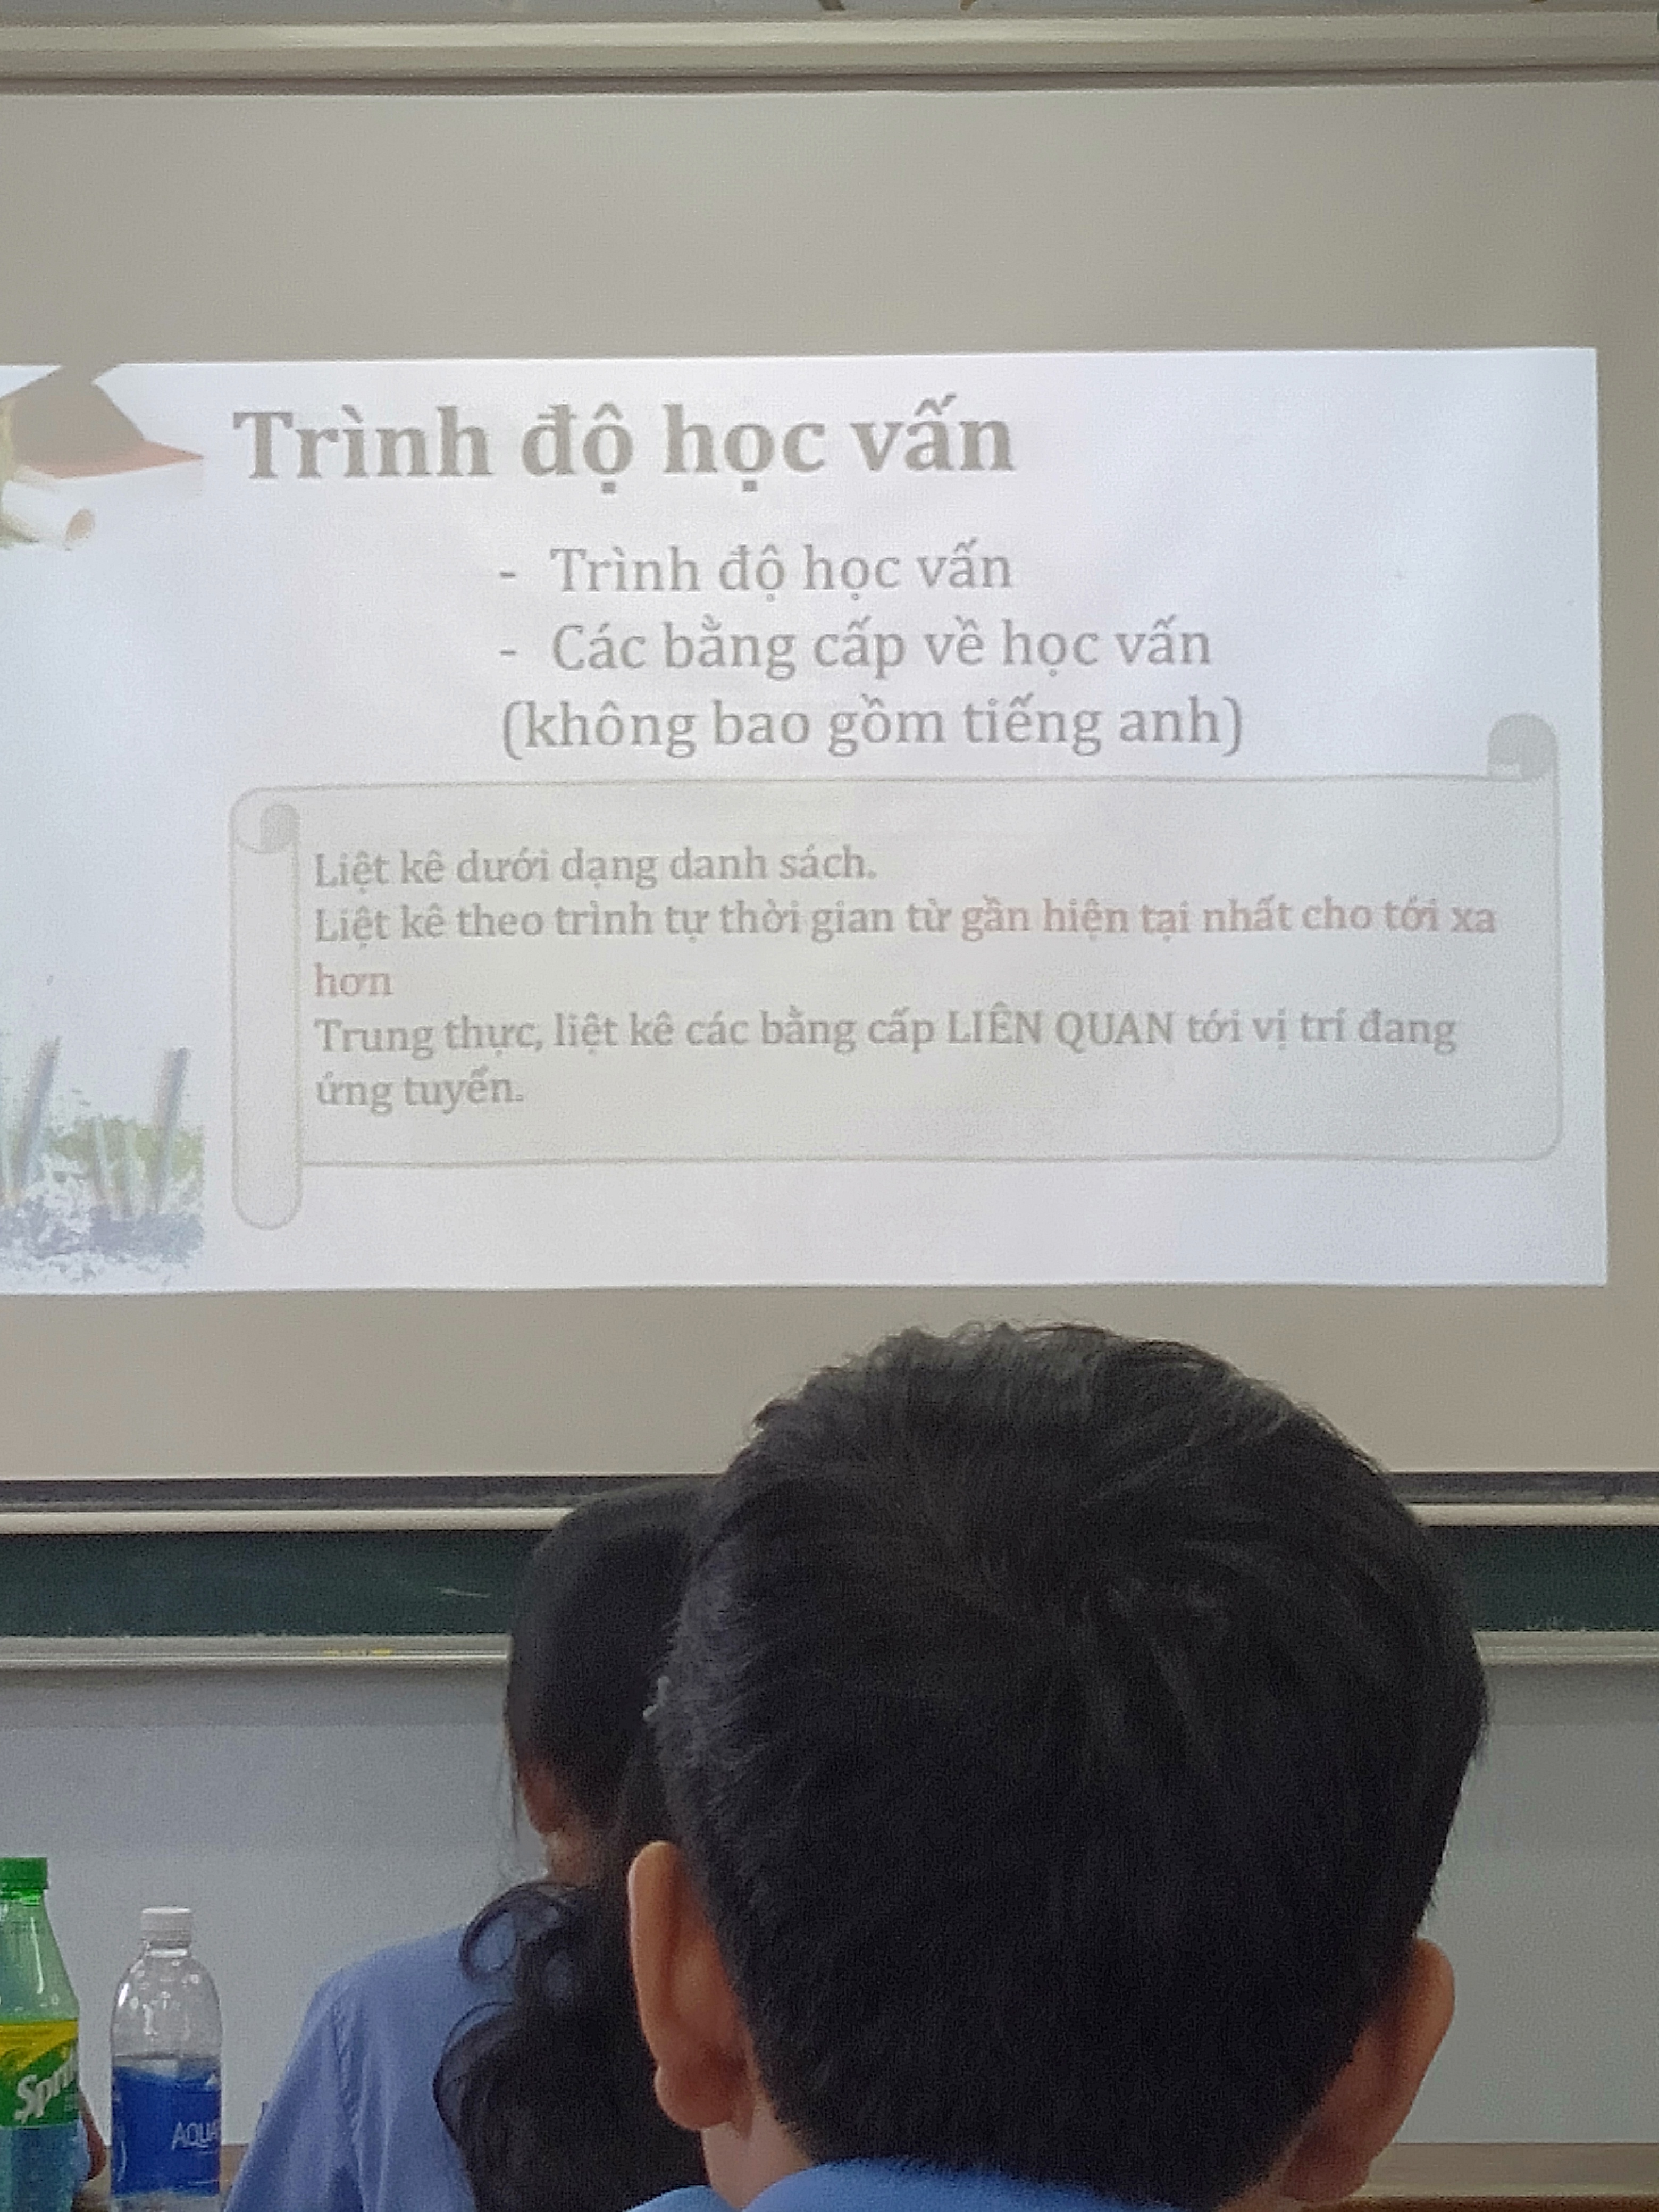 Trình độ học vấn
- Trình độ học vấn
- Các bằng cấp về học vấn
(không bao gồm tiếng anh)
Liệt kê dưới dạng danh sách.
Liệt kê theo trình tự thời gian từ gần hiện tại nhất cho tới xa
hơn
Trung thực, liệt kê các bằng cấp LIÊN QUAN tới vị trí đang
ứng tuyển.